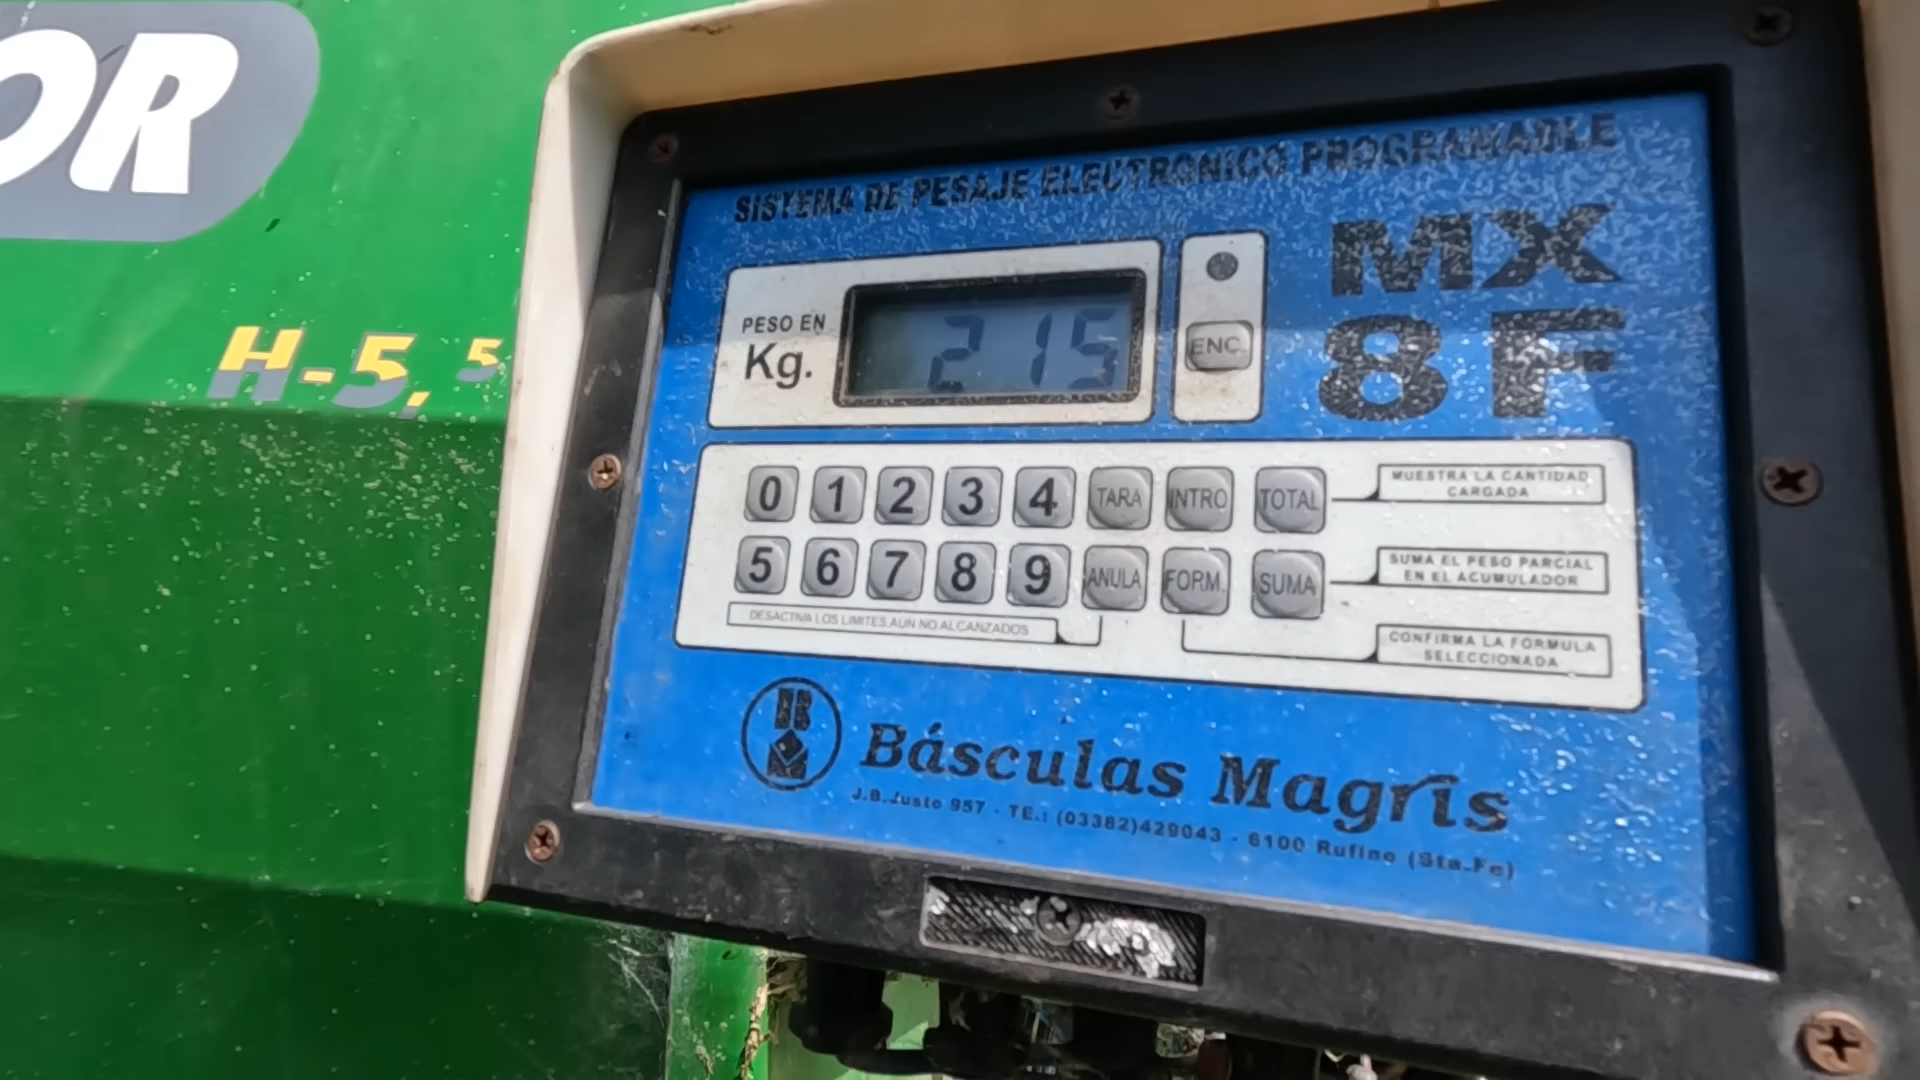 OR
H-5,5
SISTEMA DE PESAJE ELECTRONICO PROGRAMABLE
MX
8F
PESO EN
Kg.
215
ENC.
0 1 2 3 4 TARA INTRO TOTAL
MUESTRA LA CANTIDAD
CARGADA
5 6 7 8 9 ANULA FORM. SUMA
SUMA EL PESO PARCIAL
EN EL ACUMULADOR
DESACTIVA LOS LIMITES AUN NO ALCANZADOS
CONFIRMA LA FORMULA
SELECCIONADA
Básculas Magris
J.B.Justo 957 - TE.: (03382)429043 - 6100 Rufino (Sta-Fe)